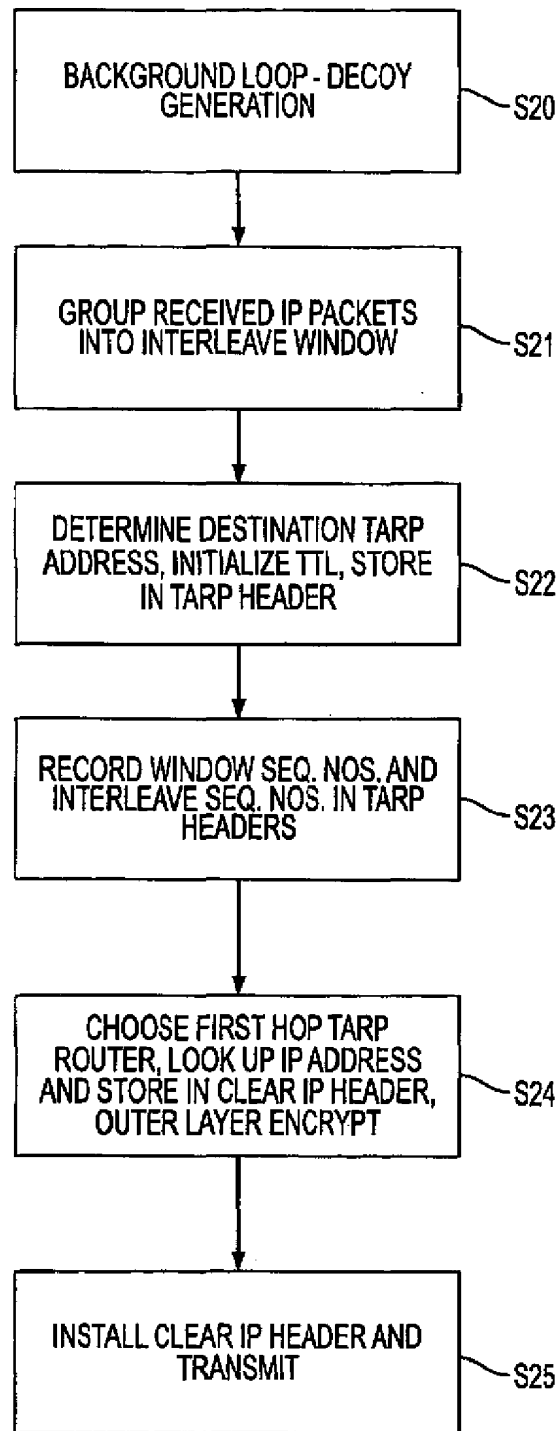 BACKGROUND LOOP - DECOY
GENERATION
S20
GROUP RECEIVED IP PACKETS
INTO INTERLEAVE WINDOW
S21
DETERMINE DESTINATION TARP
ADDRESS, INITIALIZE TTL, STORE
IN TARP HEADER
S22
RECORD WINDOW SEQ. NOS. AND
INTERLEAVE SEQ. NOS. IN TARP
HEADERS
S23
CHOOSE FIRST HOP TARP
ROUTER, LOOK UP IP ADDRESS
AND STORE IN CLEAR IP HEADER,
OUTER LAYER ENCRYPT
S24
INSTALL CLEAR IP HEADER AND
TRANSMIT
S25